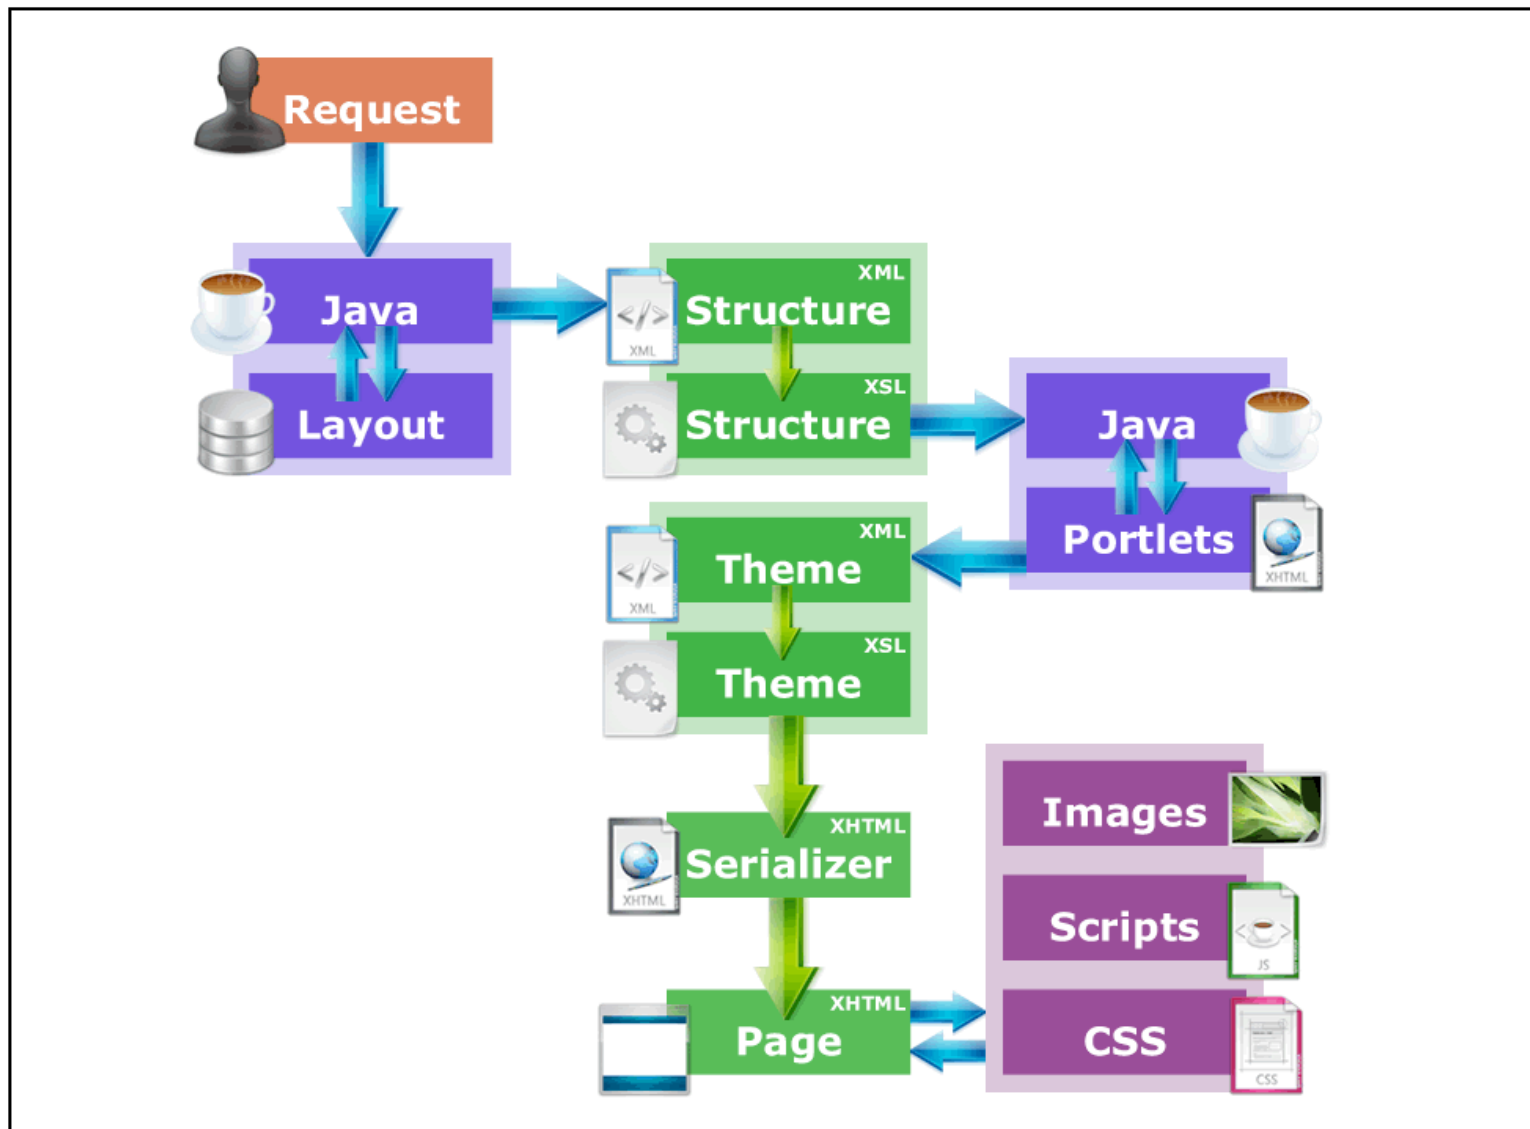 Request
Java
Layout
XML
XML
Structure
XSL
Structure
Java
Portlets
XHTML
XML
XML
Theme
XSL
Theme
XHTML
XHTML
Serializer
XHTML
Page
Images
Scripts
JS
CSS
CSS